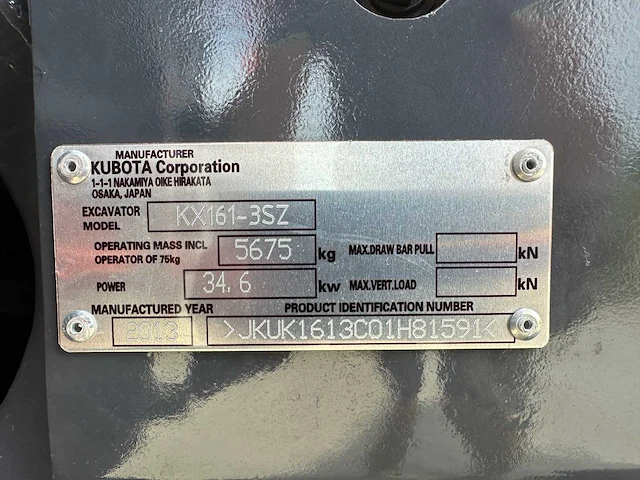 MANUFACTURER
KUBOTA Corporation
1-1-1 NAKAMIYA OIKE HIRAKATA
OSAKA, JAPAN
EXCAVATOR MODEL KX161-3SZ
OPERATING MASS INCL OPERATOR OF 75kg 5675 kg MAX.DRAW BAR PULL kN
POWER 34.6 kw MAX.VERT.LOAD kN
MANUFACTURED YEAR PRODUCT IDENTIFICATION NUMBER
2013 >JKUK1613C01H81591<